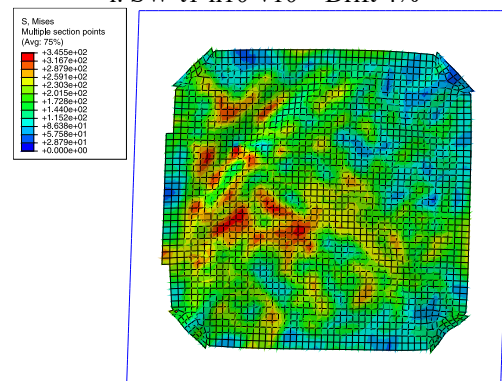 S, Mises
Multiple section points
(Avg: 75%)
+3.455e+02
+3.167e+02
+2.879e+02
+2.591e+02
+2.303e+02
+2.015e+02
+1.728e+02
+1.440e+02
+1.152e+02
+8.638e+01
+5.758e+01
+2.879e+01
+0.000e+00